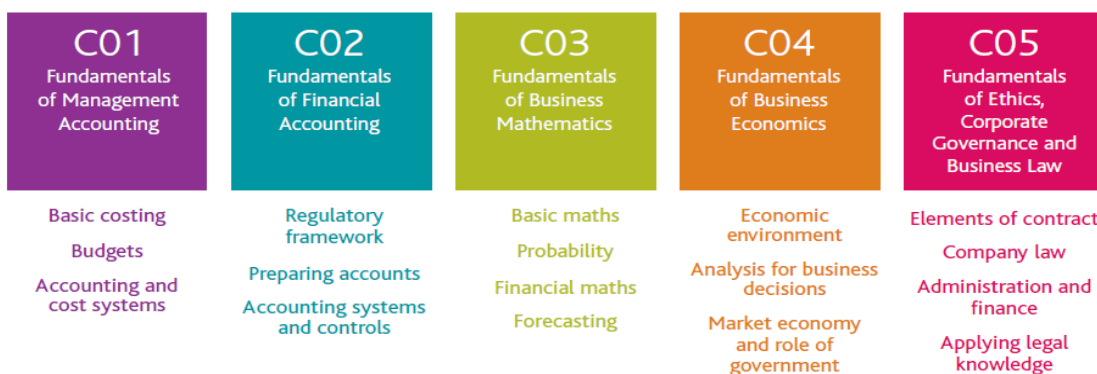 C01
Fundamentals
of Management
Accounting
Basic costing
Budgets
Accounting and
cost systems
C02
Fundamentals
of Financial
Accounting
Regulatory
framework
Preparing accounts
Accounting systems
and controls
C03
Fundamentals
of Business
Mathematics
Basic maths
Probability
Financial maths
Forecasting
C04
Fundamentals
of Business
Economics
Economic
environment
Analysis for business
decisions
Market economy
and role of
government
C05
Fundamentals
of Ethics,
Corporate
Governance and
Business Law
Elements of contract
Company law
Administration and
finance
Applying legal
knowledge